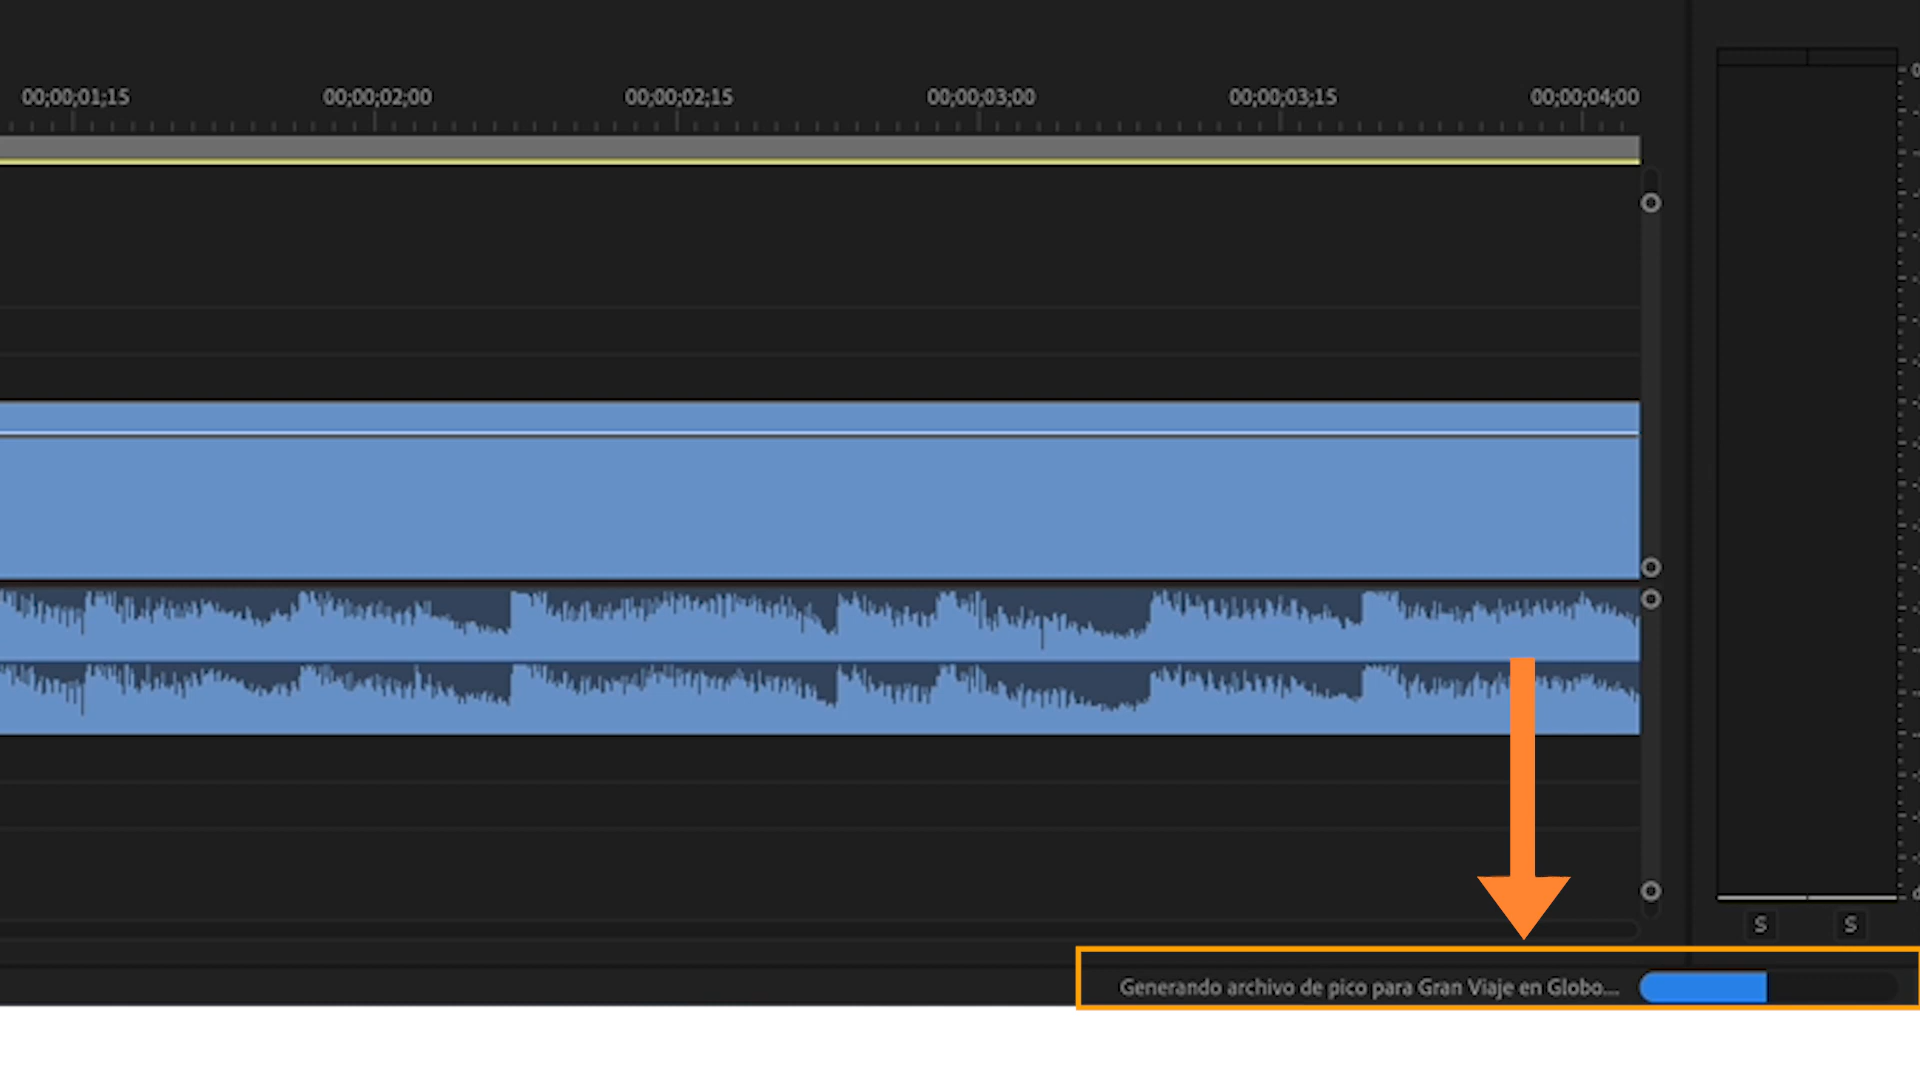 00;00;01;15 00;00;02;00 00;00;02;15 00;00;03;00 00;00;03;15 00;00;04;00
S S
Generando archivo de pico para Gran Viaje en Globo...